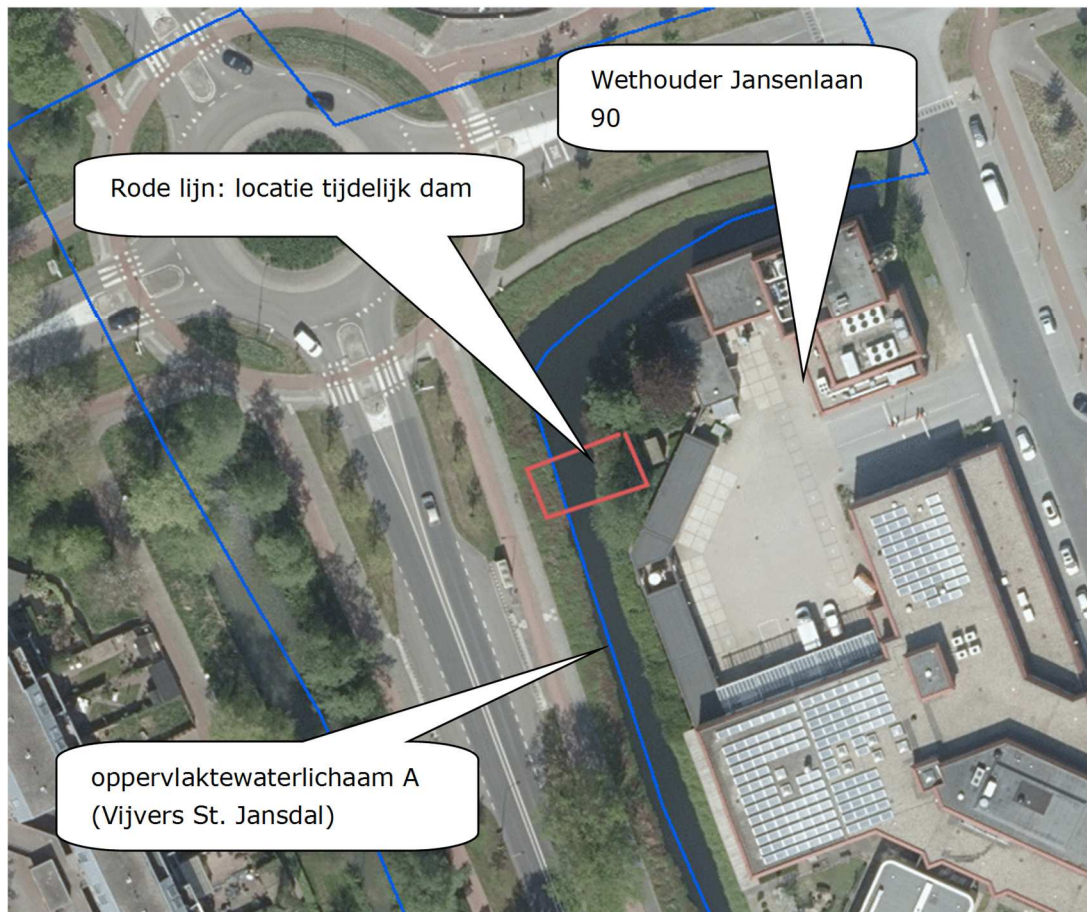 Wethouder Jansenlaan
90
Rode lijn: locatie tijdelijk dam
oppervlaktewaterlichaam A
(Vijvers St. Jansdal)